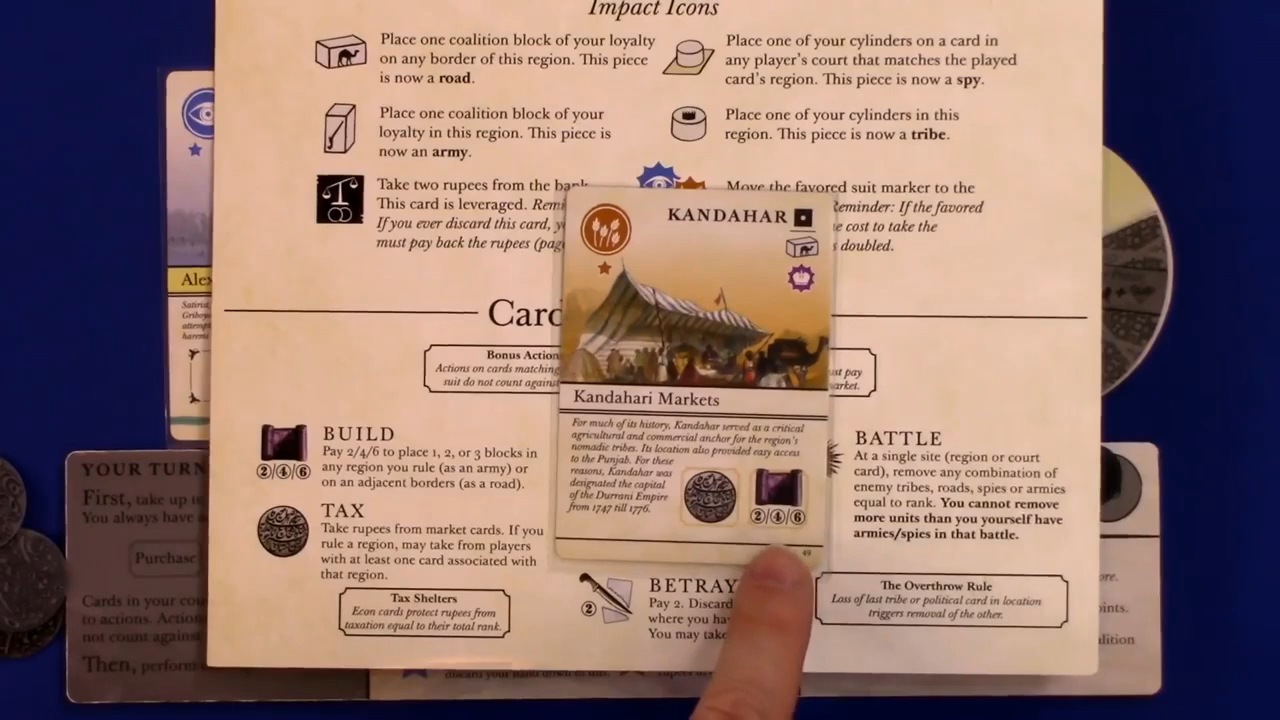 Impact Icons
Place one coalition block of your loyalty
on any border of this region. This piece
is now a road.
Place one of your cylinders on a card in
any player's court that matches the played
card's region. This piece is now a spy.
Place one coalition block of your
loyalty in this region. This piece is
now an army.
Place one of your cylinders in this
region. This piece is now a tribe.
Take two rupees from the bank.
This card is leveraged.
If you ever discard this card,
must pay back the rupees
Move the favored suit marker to the
Reminder: If the favored
cost to take the
doubled.
KANDAHAR
Kandahari Markets
For much of its history, Kandahar served as a critical
agricultural and commercial anchor for the region's
nomadic tribes. Its location also provided easy access
to the Punjab. For these
reasons, Kandahar was
designated the capital
of the Durrani Empire
from 1747 till 1776.
2/4/6
49
Alex
Satirist,
Card
Bonus Action
Actions on cards matching
suit do not count against
must pay
market.
BUILD
Pay 2/4/6 to place 1, 2, or 3 blocks in
any region you rule (as an army) or
on an adjacent borders (as a road).
2/4/6
TAX
Take rupees from market cards. If you
rule a region, may take from players
with at least one card associated with
that region.
Tax Shelters
Econ cards protect rupees from
taxation equal to their total rank.
BETRAY
2
Pay 2. Discard
where you
You may take
BATTLE
At a single site (region or court
card), remove any combination of
enemy tribes, roads, spies or armies
equal to rank. You cannot remove
more units than you yourself have
armies/spies in that battle.
The Overthrow Rule
Loss of last tribe or political card in location
triggers removal of the other.
YOUR TURN
First, take up
You always have
Purchase
Cards in your
to actions.
not count against
Then, perform